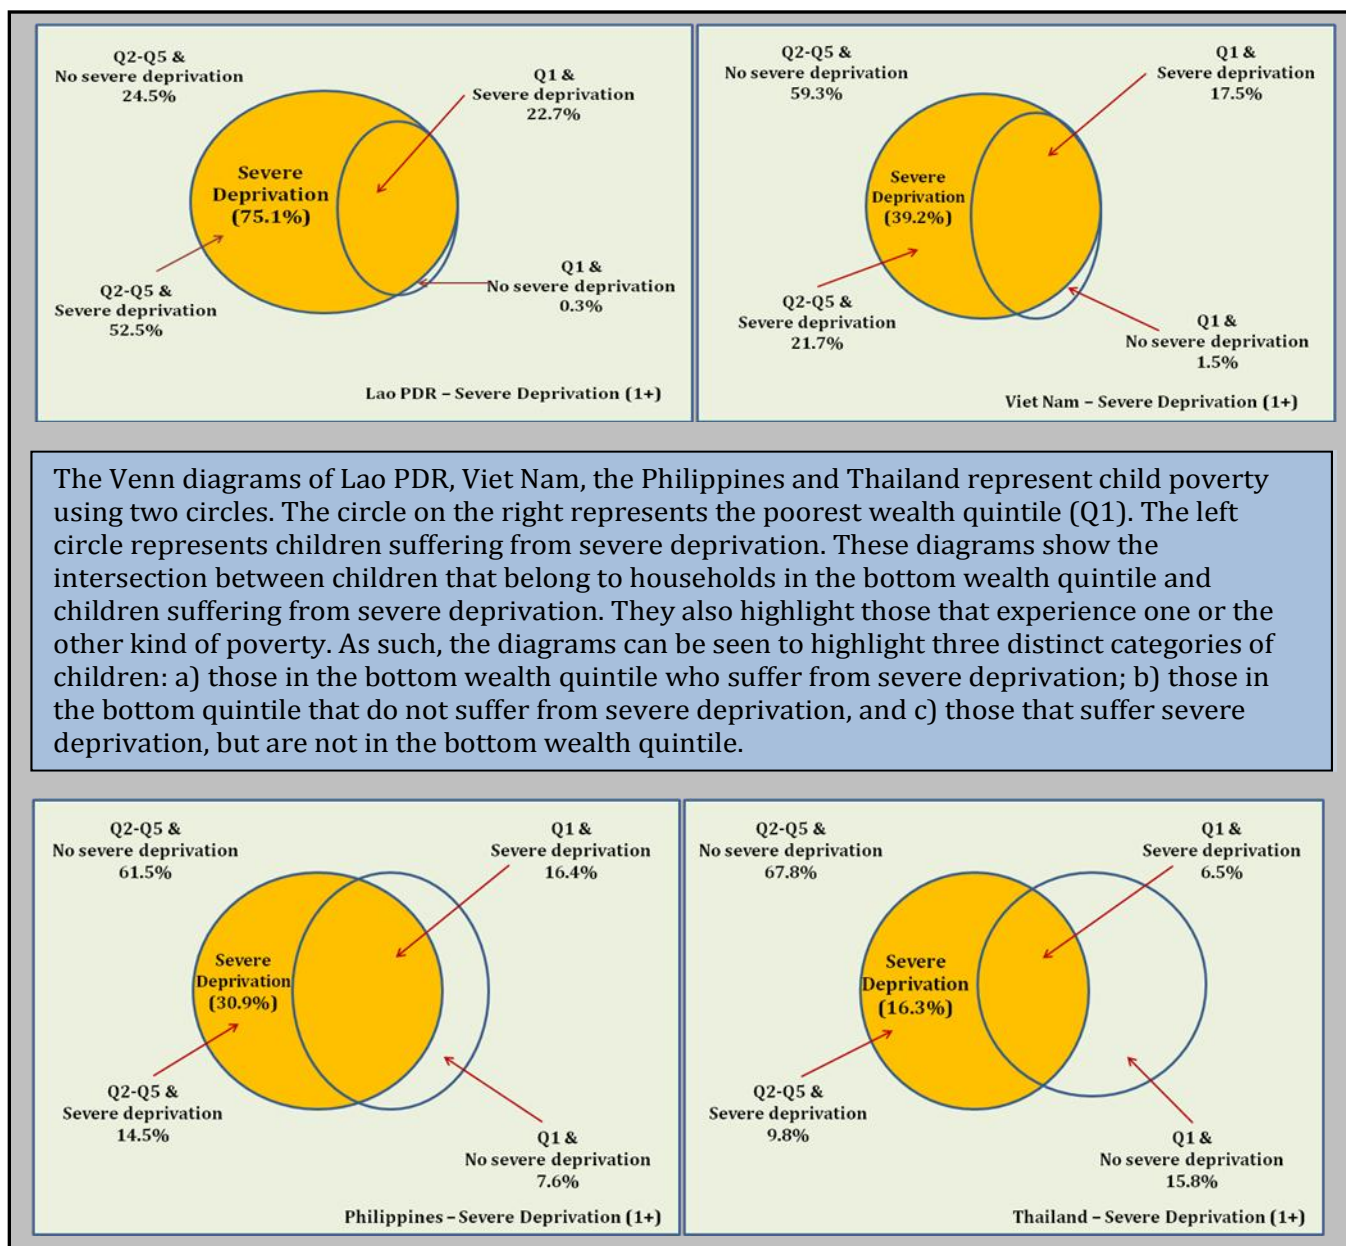 Q2-Q5 &
No severe deprivation
24.5%
Q1 &
Severe deprivation
22.7%
Severe
Deprivation
(75.1%)
Q2-Q5 &
Severe deprivation
52.5%
Q1 &
No severe deprivation
0.3%
Lao PDR – Severe Deprivation (1+)
Q2-Q5 &
No severe deprivation
59.3%
Q1 &
Severe deprivation
17.5%
Severe
Deprivation
(39.2%)
Q2-Q5 &
Severe deprivation
21.7%
Q1 &
No severe deprivation
1.5%
Viet Nam – Severe Deprivation (1+)
The Venn diagrams of Lao PDR, Viet Nam, the Philippines and Thailand represent child poverty
using two circles. The circle on the right represents the poorest wealth quintile (Q1). The left
circle represents children suffering from severe deprivation. These diagrams show the
intersection between children that belong to households in the bottom wealth quintile and
children suffering from severe deprivation. They also highlight those that experience one or the
other kind of poverty. As such, the diagrams can be seen to highlight three distinct categories of
children: a) those in the bottom wealth quintile who suffer from severe deprivation; b) those in
the bottom quintile that do not suffer from severe deprivation, and c) those that suffer severe
deprivation, but are not in the bottom wealth quintile.
Q2-Q5 &
No severe deprivation
61.5%
Q1 &
Severe deprivation
16.4%
Severe
Deprivation
(30.9%)
Q2-Q5 &
Severe deprivation
14.5%
Q1 &
No severe deprivation
7.6%
Philippines – Severe Deprivation (1+)
Q2-Q5 &
No severe deprivation
67.8%
Q1 &
Severe deprivation
6.5%
Severe
Deprivation
(16.3%)
Q2-Q5 &
Severe deprivation
9.8%
Q1 &
No severe deprivation
15.8%
Thailand – Severe Deprivation (1+)